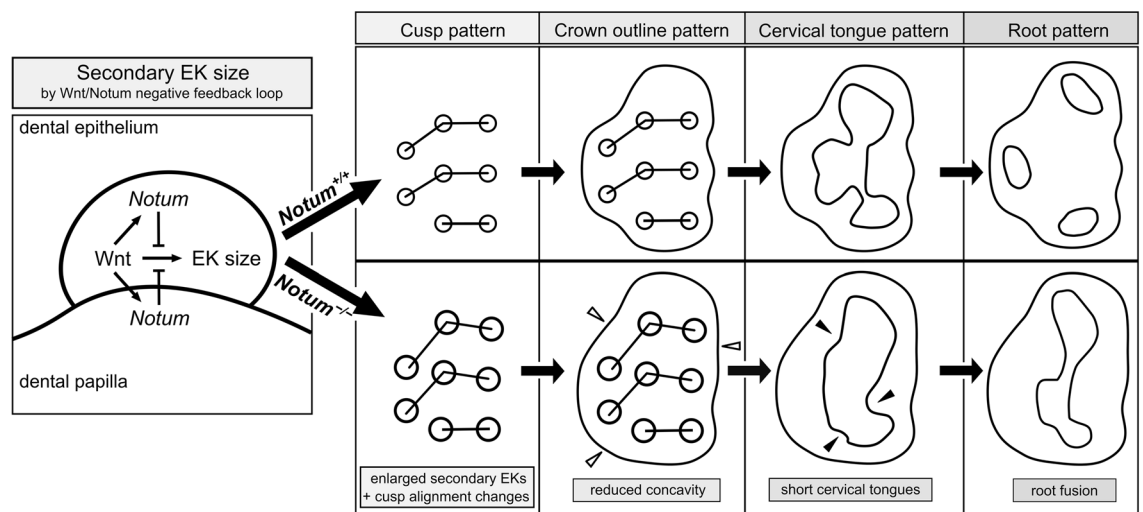 Cusp pattern
Crown outline pattern
Cervical tongue pattern
Root pattern
Secondary EK size
by Wnt/Notum negative feedback loop
dental epithelium
Notum
Wnt
EK size
Notum
dental papilla
Notum+/+
Notum−/−
enlarged secondary EKs
+ cusp alignment changes
reduced concavity
short cervical tongues
root fusion